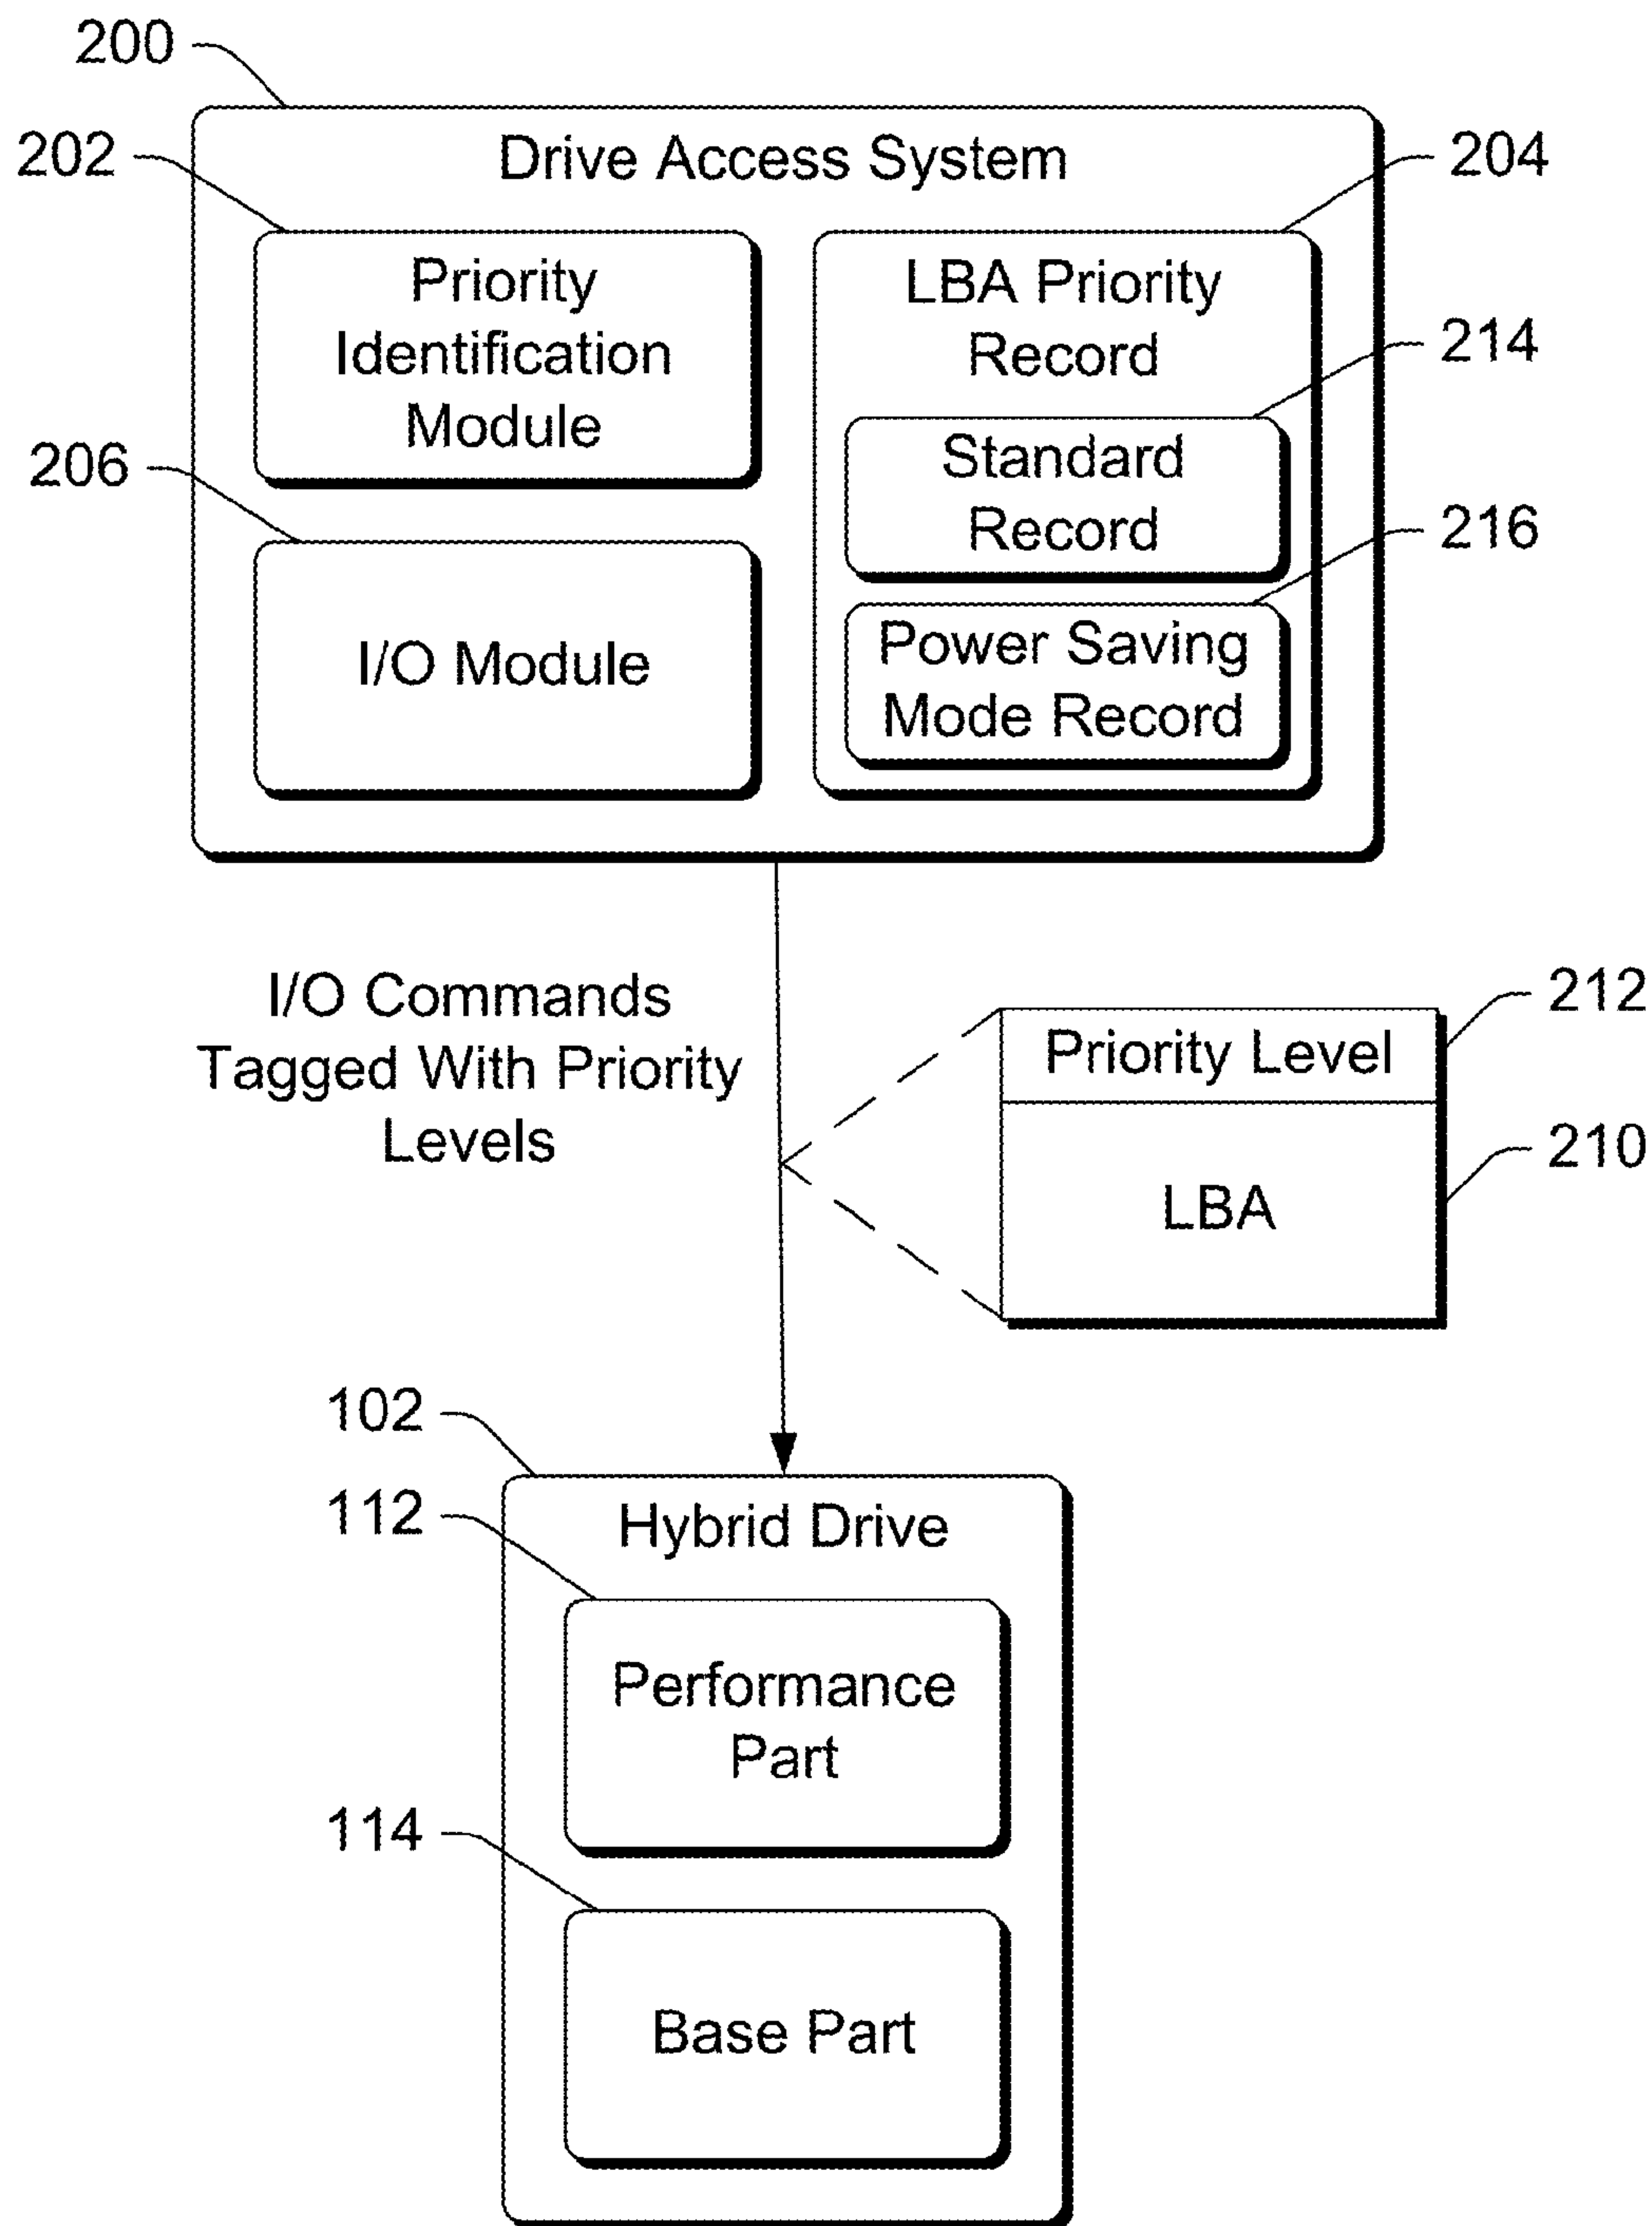 200
Drive Access System
202
204
Priority
Identification
Module
LBA Priority
Record
214
Standard
Record
206
216
I/O Module
Power Saving
Mode Record
I/O Commands
Tagged With Priority
Levels
212
Priority Level
210
LBA
102
Hybrid Drive
112
Performance
Part
114
Base Part